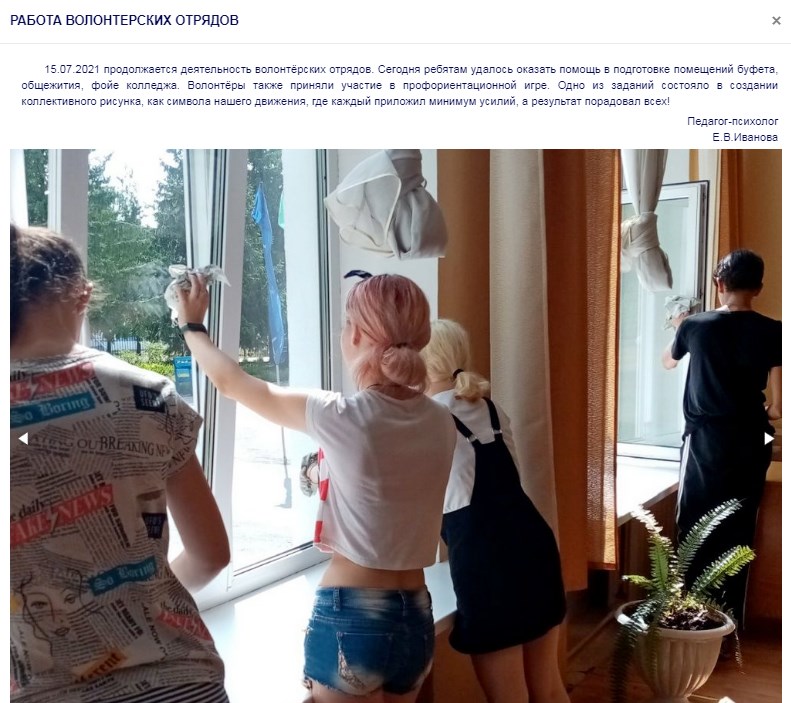 РАБОТА ВОЛОНТЕРСКИХ ОТРЯДОВ
×
15.07.2021 продолжается деятельность волонтёрских отрядов. Сегодня ребятам удалось оказать помощь в подготовке помещений буфета,
общежития, фойе колледжа. Волонтёры также приняли участие в профориентационной игре. Одно из заданий состояло в создании
коллективного рисунка, как символа нашего движения, где каждый приложил минимум усилий, а результат порадовал всех!
Педагог-психолог
Е.В.Иванова
NEWS
So Boring
BREAKING NEW
the daily
FAKE NEWS
So Boring